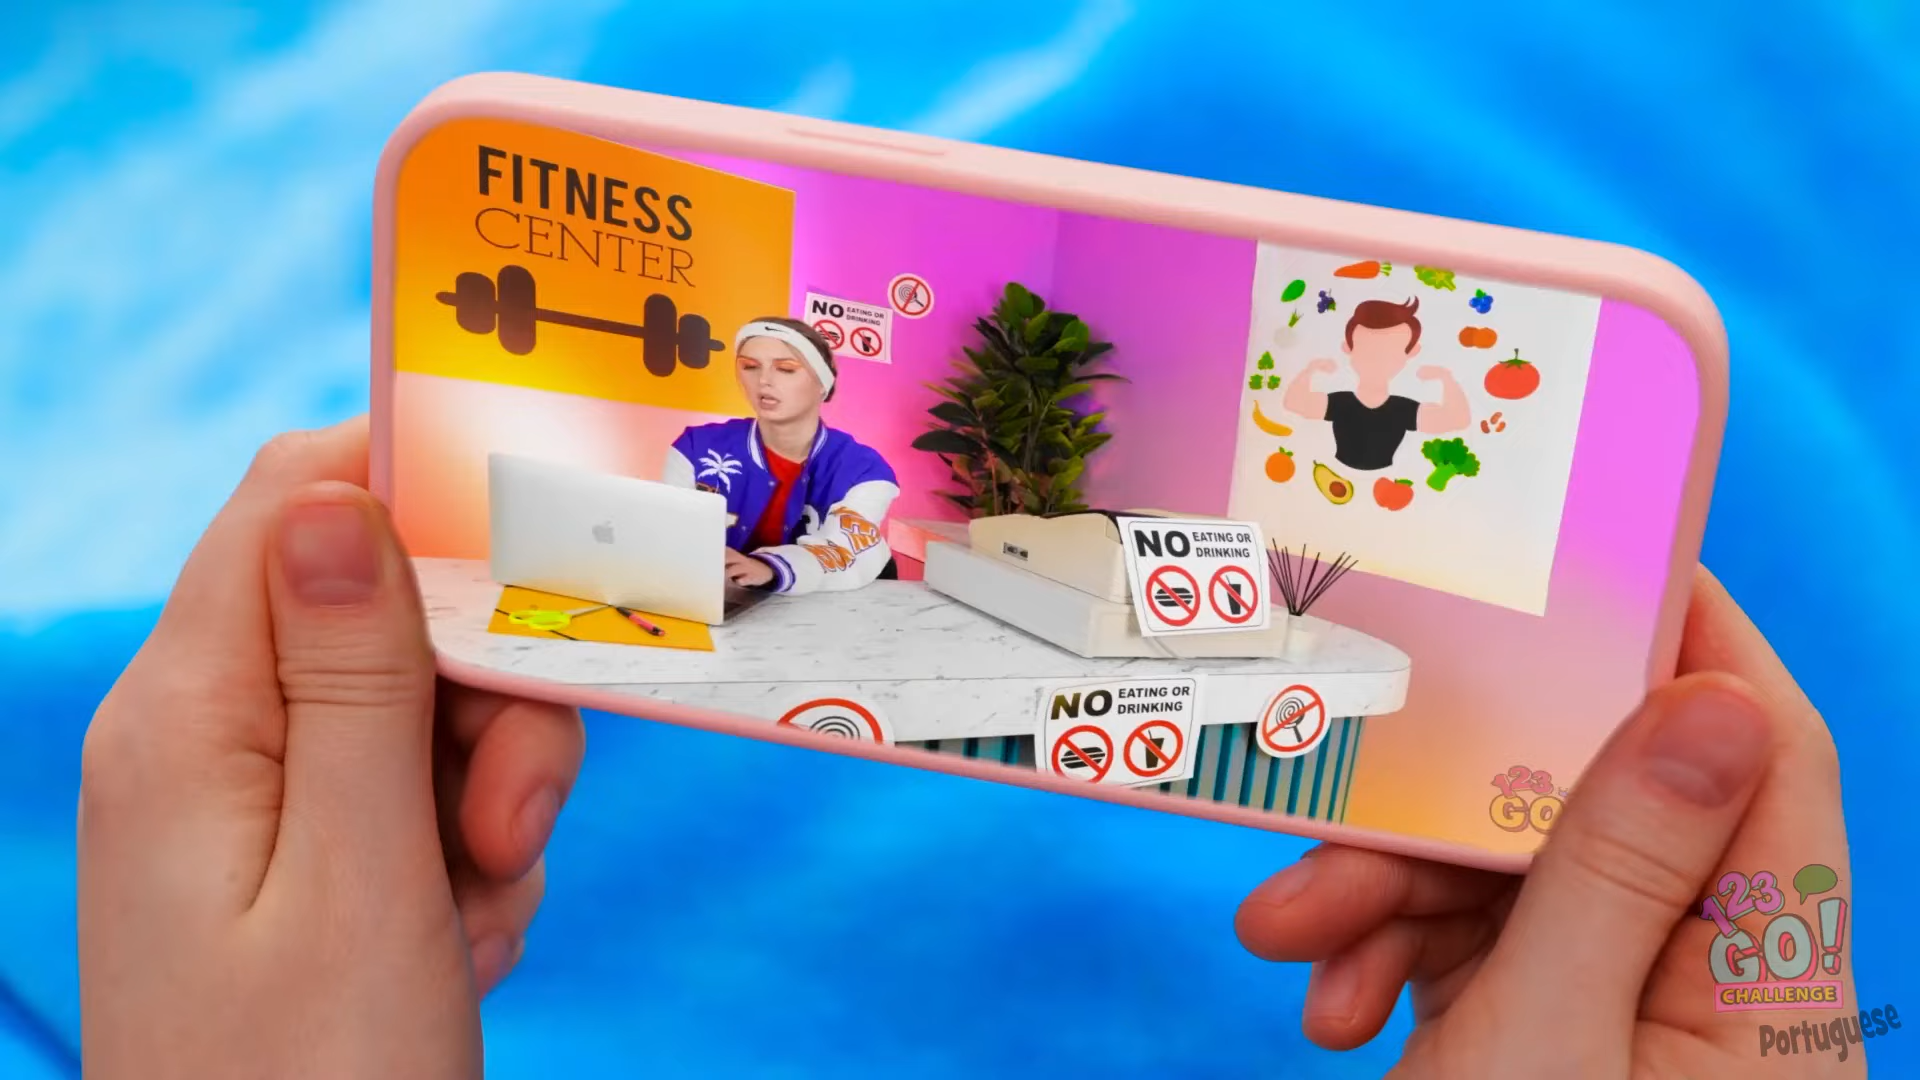 FITNESS
CENTER
NO EATING OR
DRINKING
NO EATING OR
DRINKING
NO EATING OR
DRINKING
123
GO
123
GO!
CHALLENGE
Portuguese